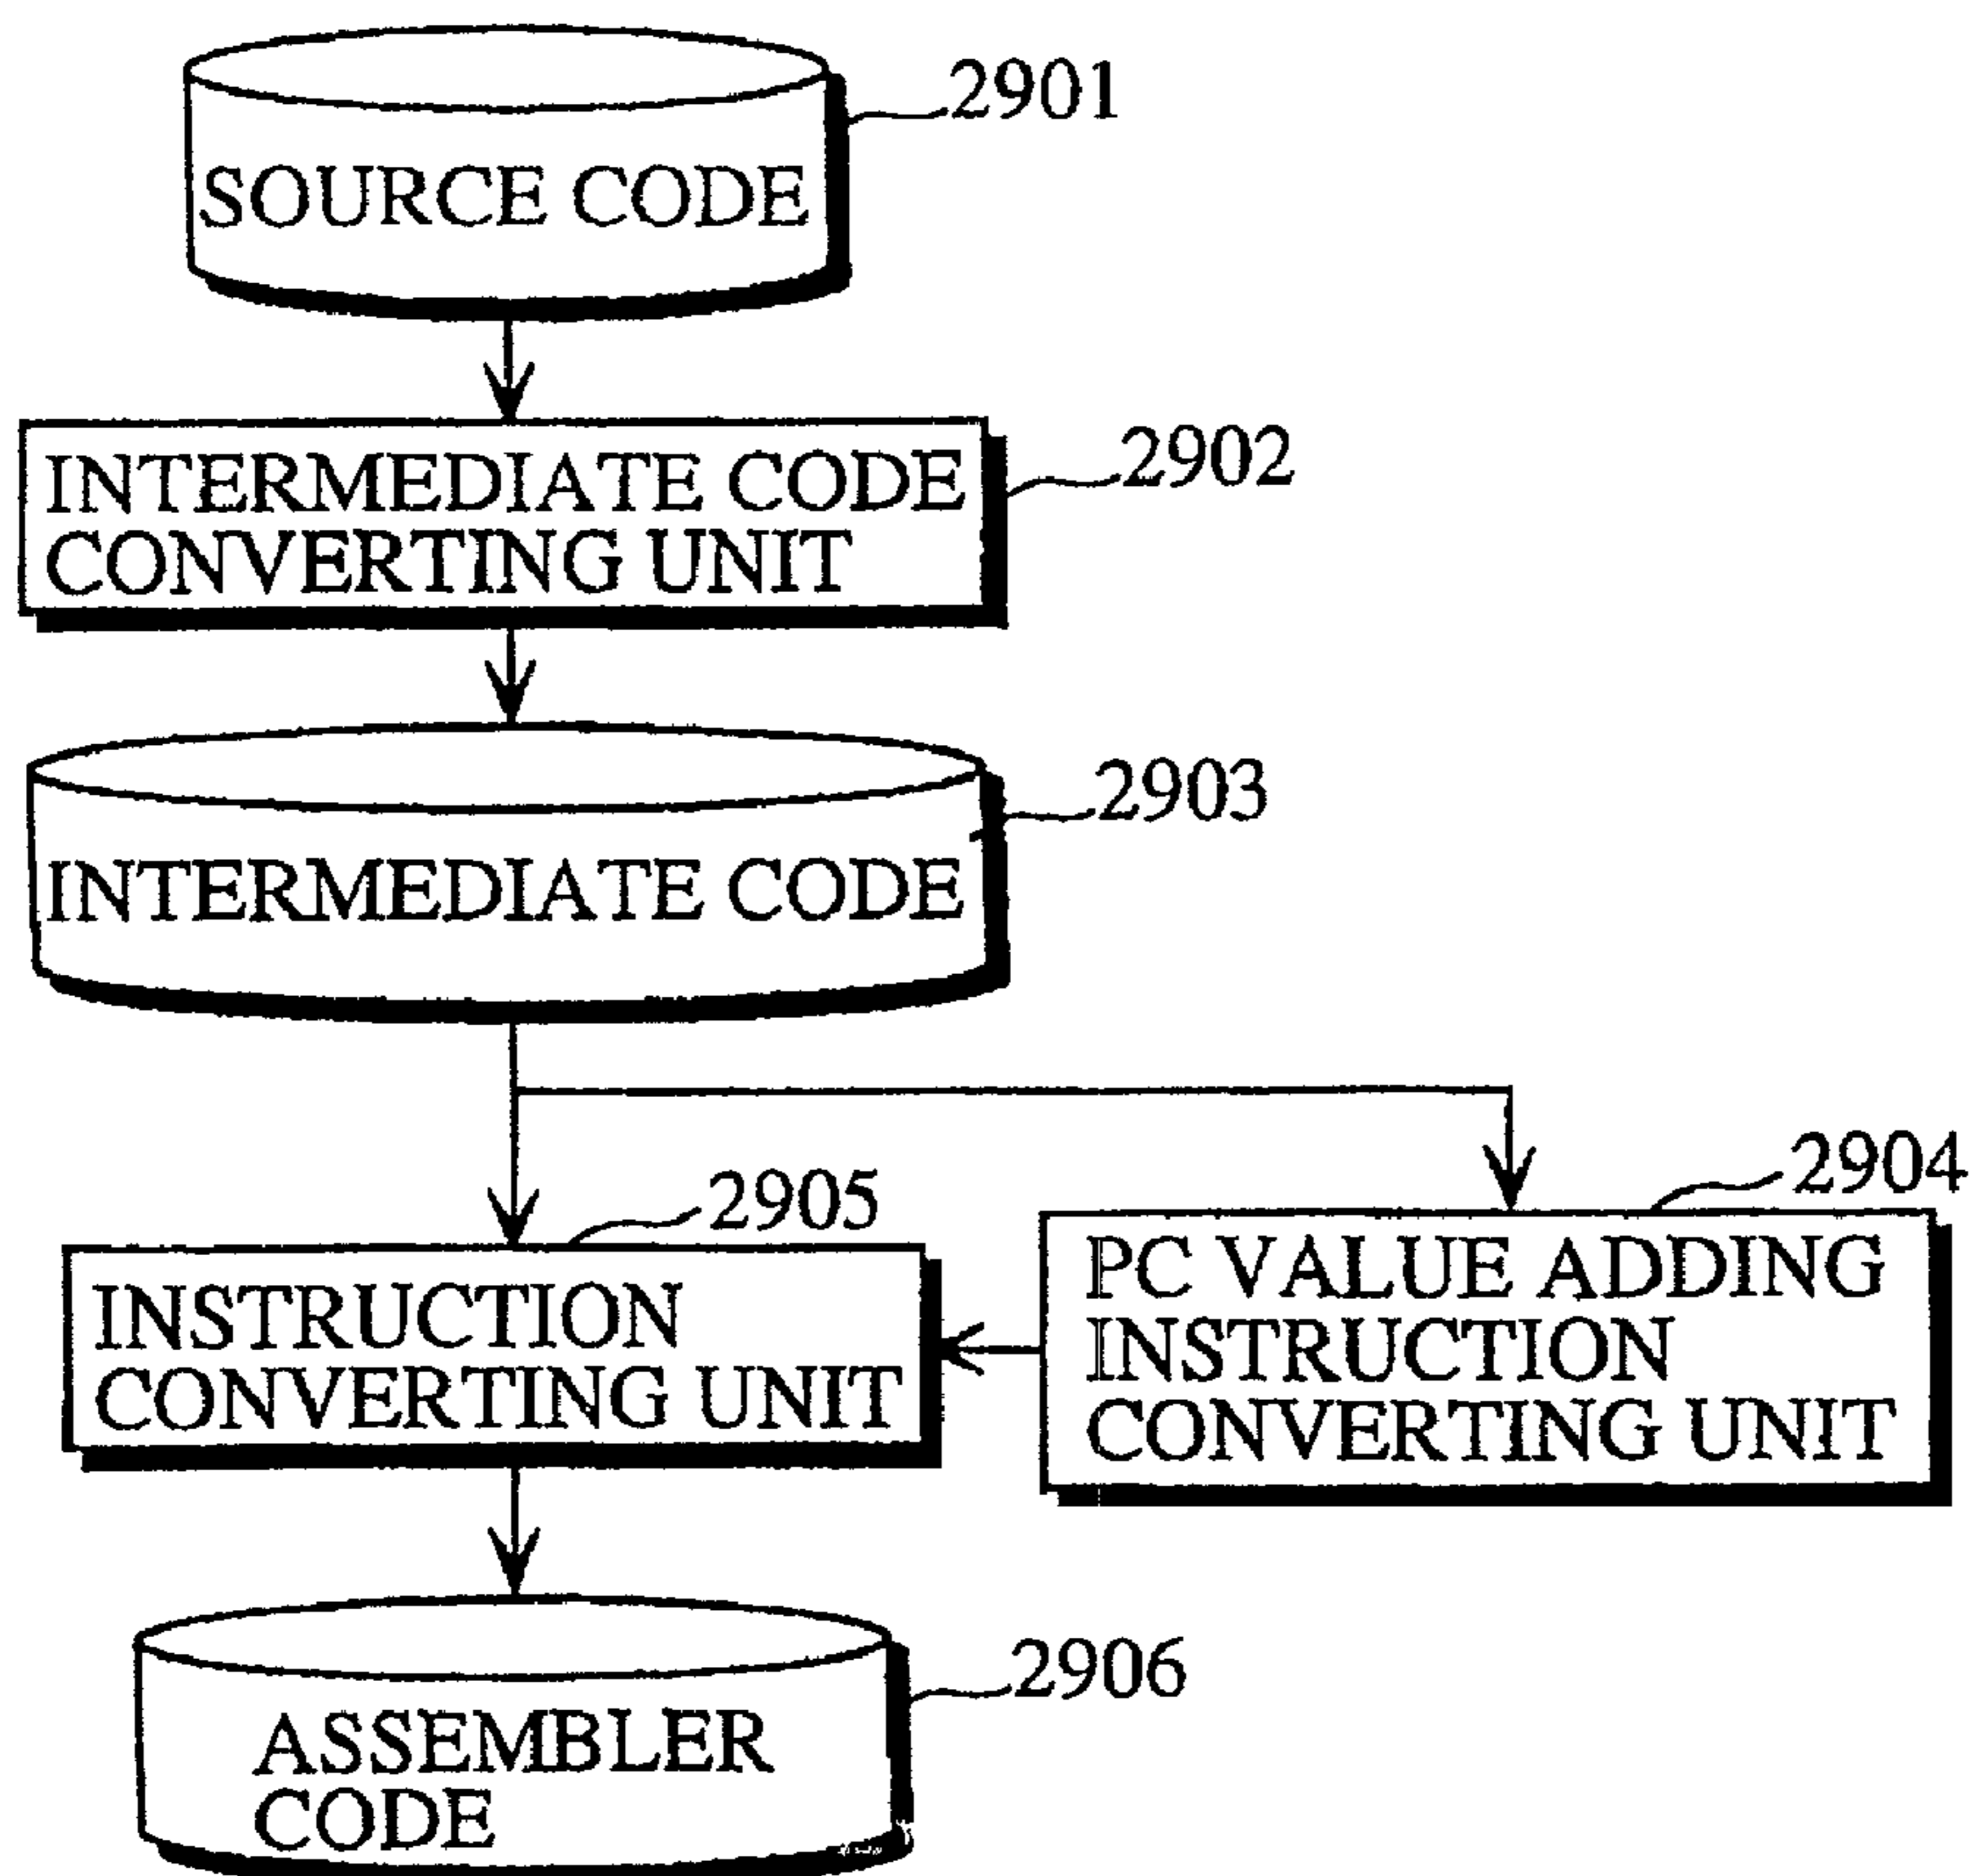 2901
SOURCE CODE
2902
INTERMEDIATE CODE
CONVERTING UNIT
2903
INTERMEDIATE CODE
2904
2905
PC VALUE ADDING
INSTRUCTION
CONVERTING UNIT
INSTRUCTION
CONVERTING UNIT
2906
ASSEMBLER
CODE